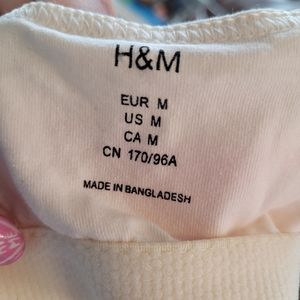 H&M
EUR M
US M
CA M
CN 170/96A
MADE IN BANGLADESH